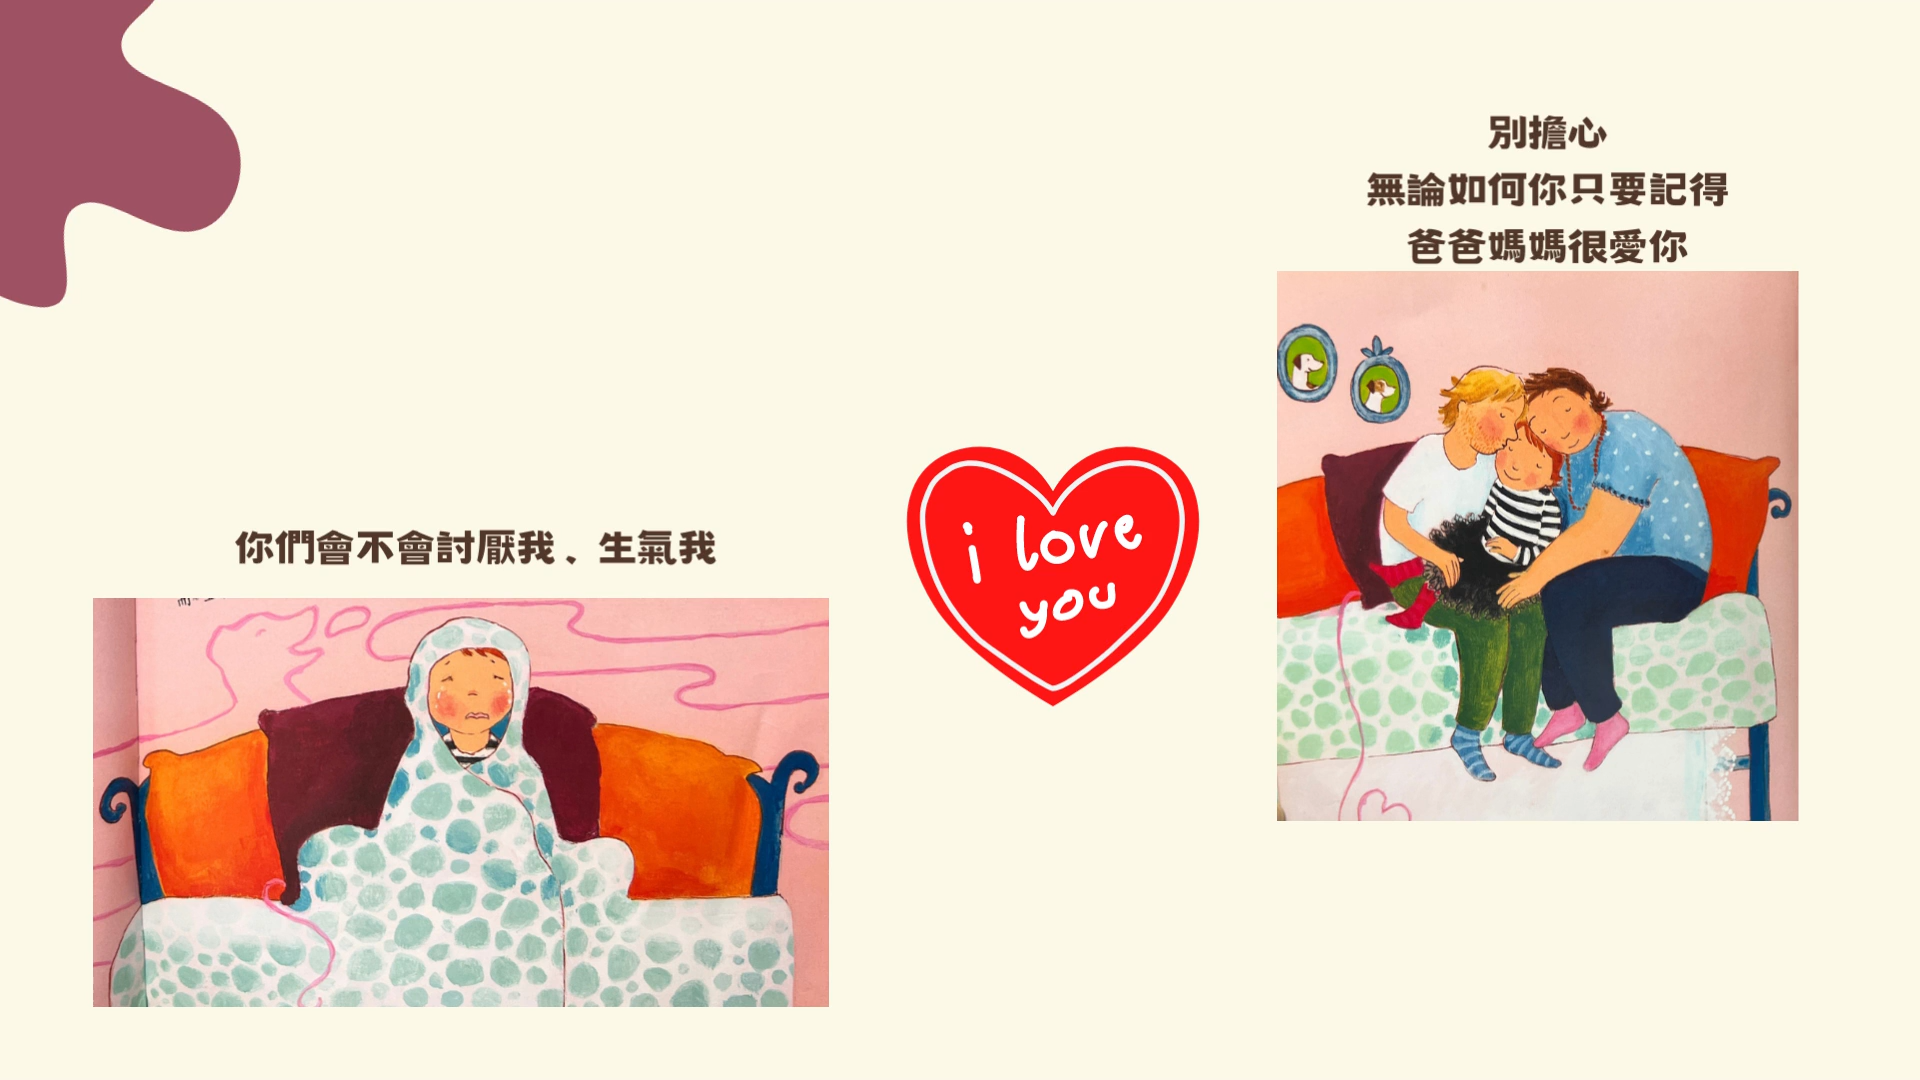 別擔心
無論如何你只要記得
爸爸媽媽很愛你
你們會不會討厭我、生氣我
i love
you